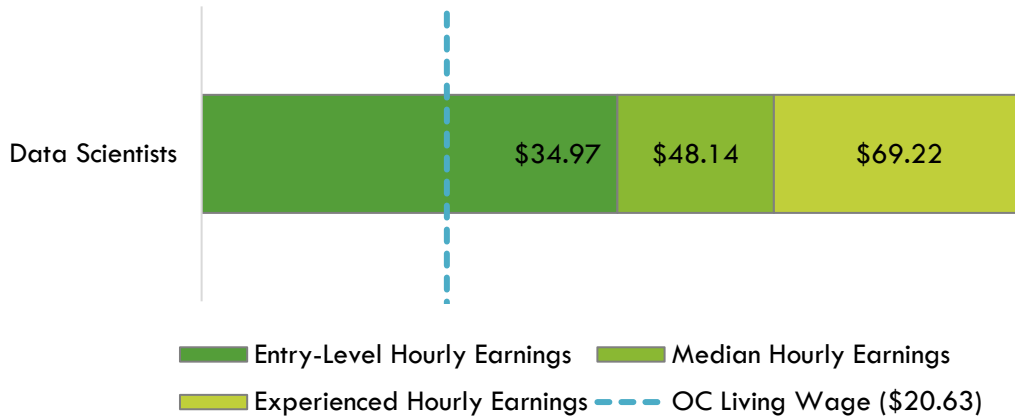 Data Scientists $34.97 $48.14 $69.22
Entry-Level Hourly Earnings Median Hourly Earnings
Experienced Hourly Earnings OC Living Wage ($20.63)